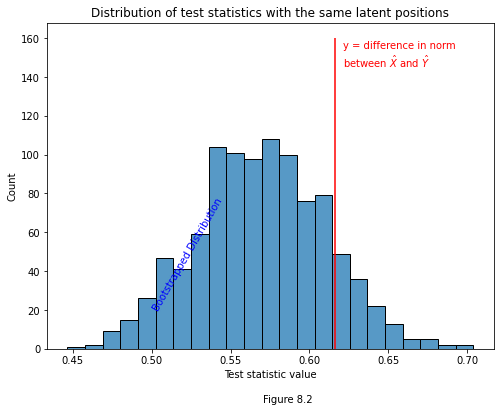 Distribution of test statistics with the same latent positions
160
140
120
100
80
60
40
20
0
Count
y = difference in norm
between X̂ and Ŷ
Bootstrapped Distribution
0.45 0.50 0.55 0.60 0.65 0.70
Test statistic value
Figure 8.2